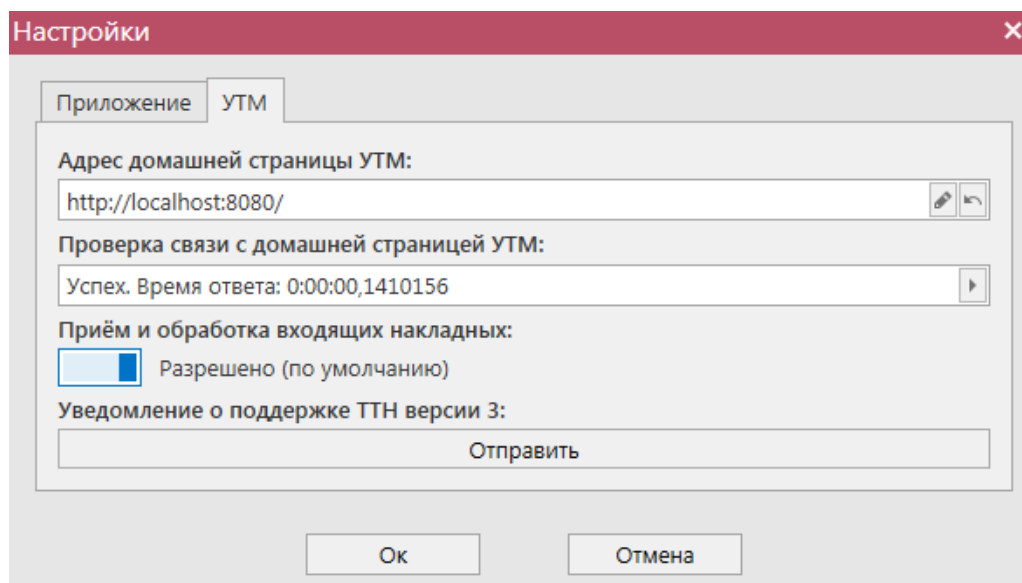 Настройки
Приложение
УТМ
Адрес домашней страницы УТМ:
http://localhost:8080/
Проверка связи с домашней страницей УТМ:
Успех. Время ответа: 0:00:00,1410156
Приём и обработка входящих накладных:
Разрешено (по умолчанию)
Уведомление о поддержке ТТН версии 3:
Отправить
Ок
Отмена